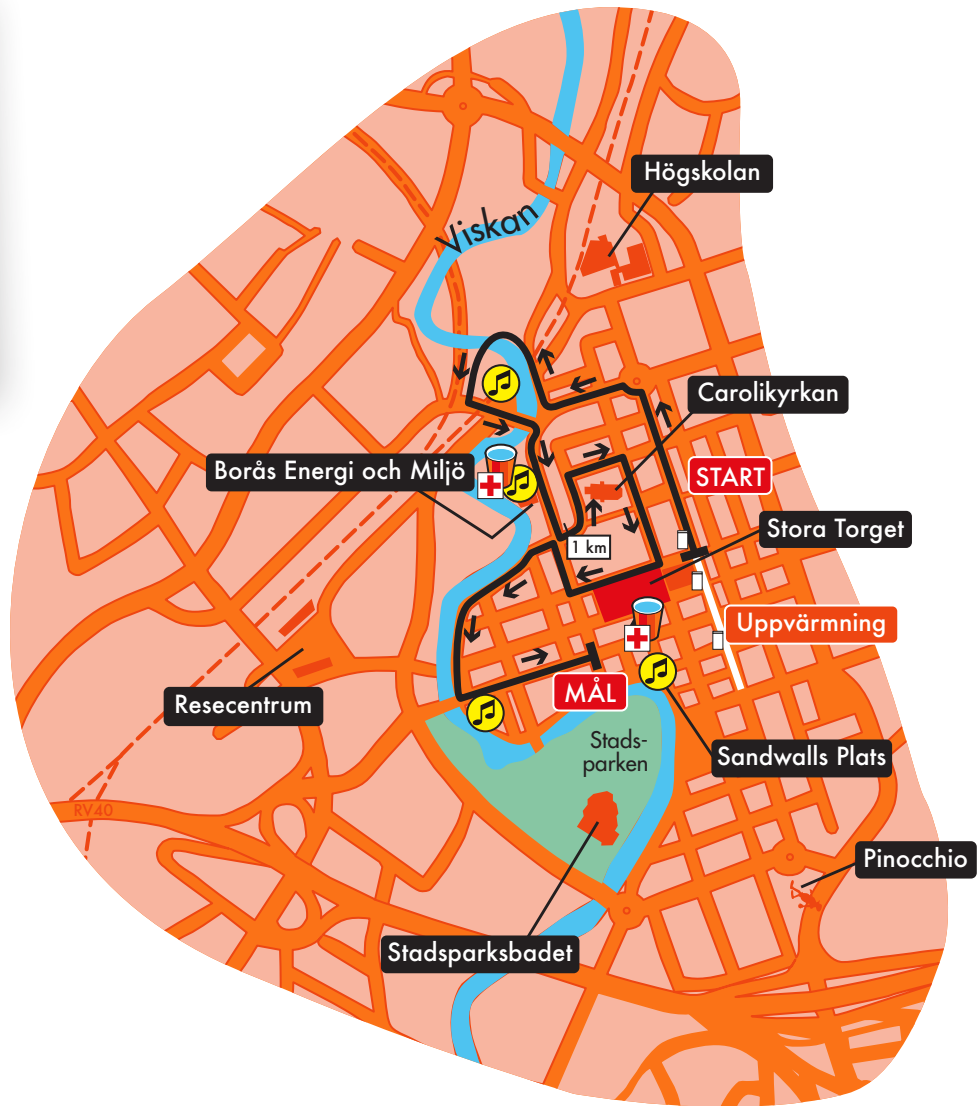 Högskolan
Viskan
Carolikyrkan
Borås Energi och Miljö
START
Stora Torget
1 km
Uppvärmning
MÅL
Resecentrum
Stads-
parken
Sandwalls Plats
RV40
Pinocchio
Stadsparksbadet